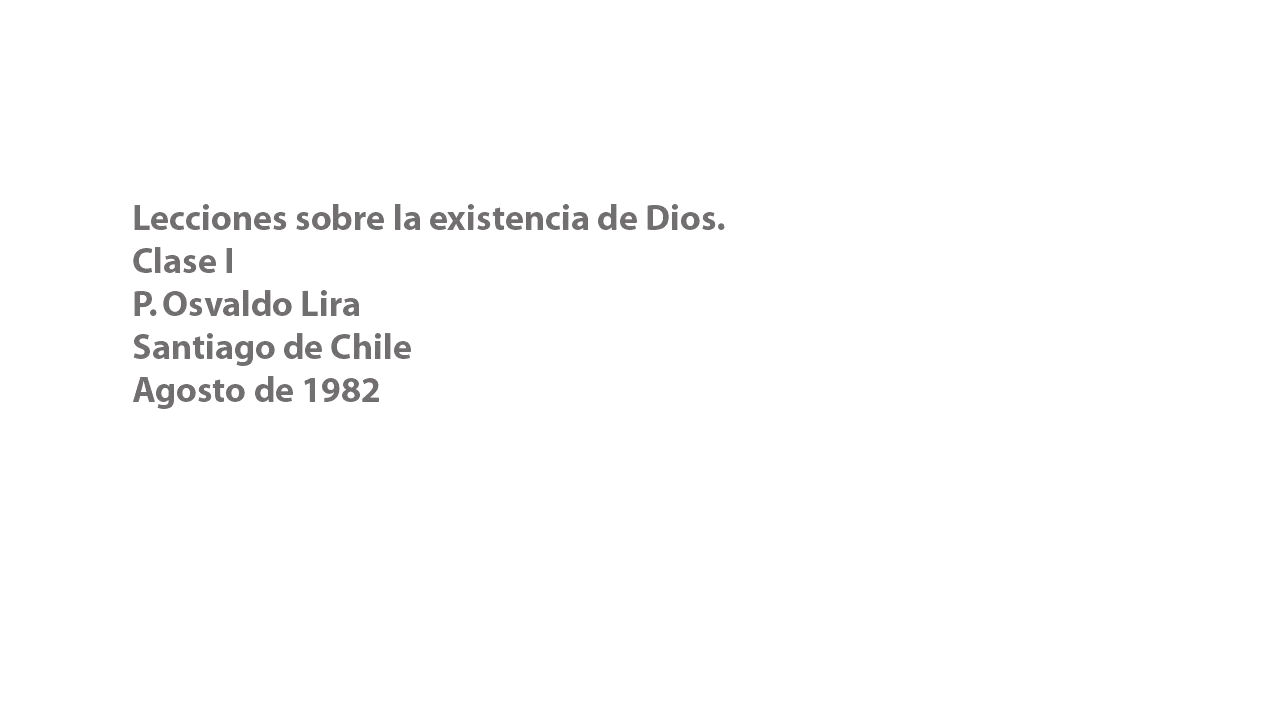 Lecciones sobre la existencia de Dios.
Clase I
P. Osvaldo Lira
Santiago de Chile
Agosto de 1982